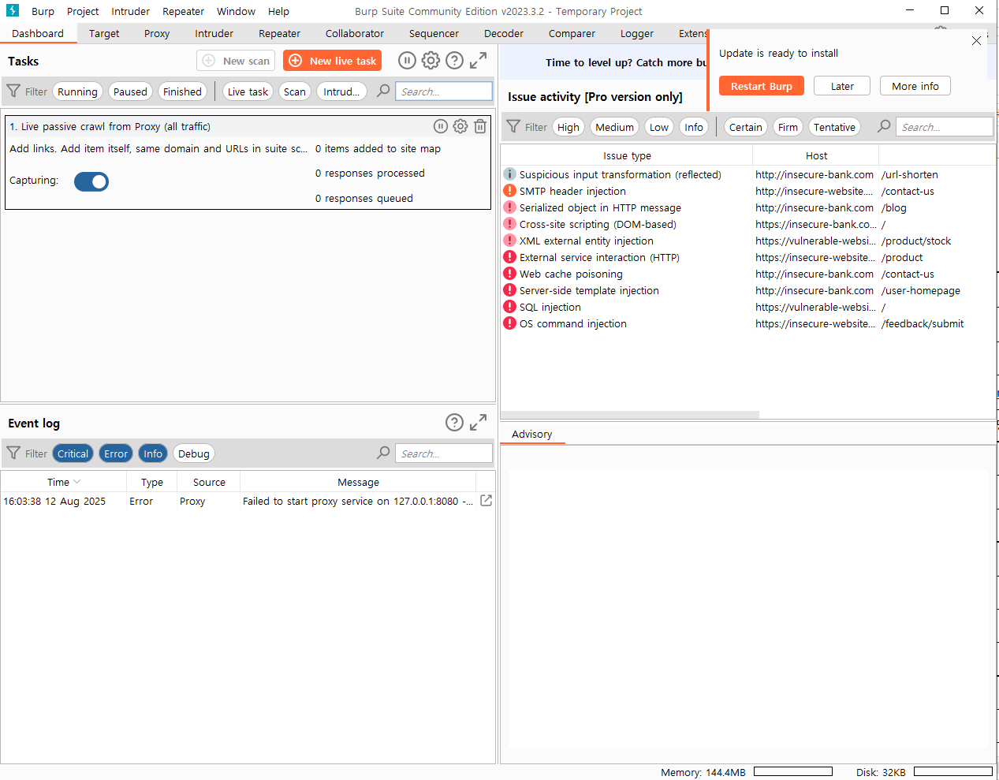 Burp Project Intruder Repeater Window Help Burp Suite Community Edition v2023.3.2 - Temporary Project
Dashboard Target Proxy Intruder Repeater Collaborator Sequencer Decoder Comparer Logger Extens
Update is ready to install
Restart Burp Later More info
Tasks
New scan
New live task
Filter Running Paused Finished Live task Scan Intrud... Search...
1. Live passive crawl from Proxy (all traffic)
Add links. Add item itself, same domain and URLs in suite sc... 0 items added to site map
0 responses processed
Capturing:
0 responses queued
Time to level up? Catch more bu
Issue activity [Pro version only]
Filter High Medium Low Info Certain Firm Tentative Search...
Issue type Host
Suspicious input transformation (reflected) http://insecure-bank.com /url-shorten
SMTP header injection http://insecure-website.... /contact-us
Serialized object in HTTP message http://insecure-bank.com /blog
Cross-site scripting (DOM-based) https://insecure-bank.co... /
XML external entity injection https://vulnerable-websi... /product/stock
External service interaction (HTTP) https://insecure-website... /product
Web cache poisoning http://insecure-bank.com /contact-us
Server-side template injection http://insecure-bank.com /user-homepage
SQL injection https://vulnerable-websi... /
OS command injection https://insecure-website... /feedback/submit
Event log
Filter Critical Error Info Debug Search...
Time Type Source Message
16:03:38 12 Aug 2025 Error Proxy Failed to start proxy service on 127.0.0.1:8080 -...
Advisory
Memory: 144.4MB Disk: 32KB